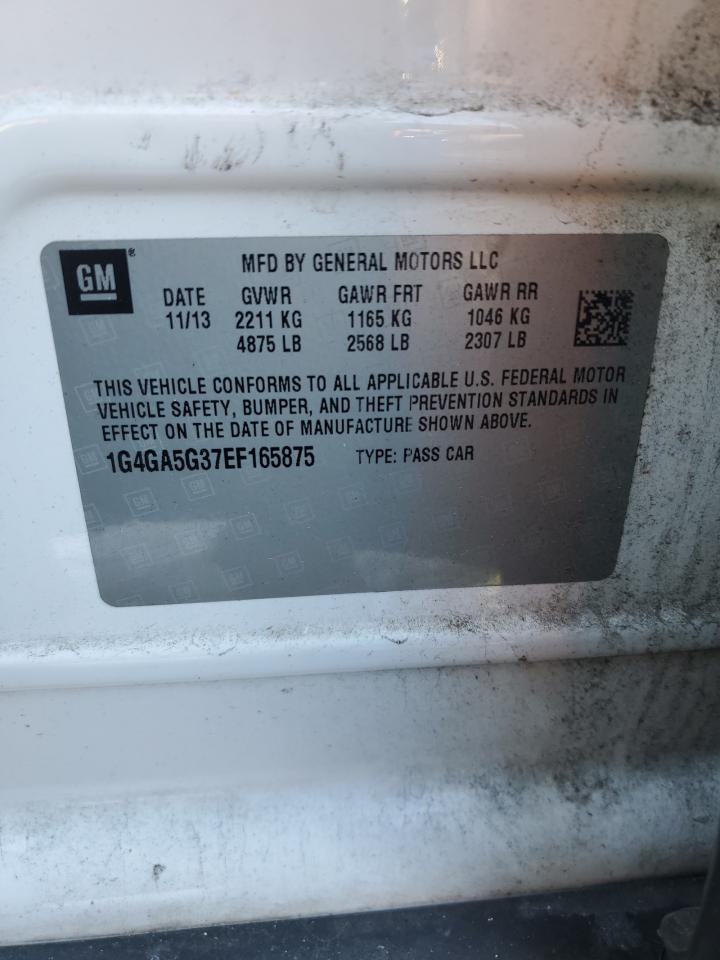 GM ® MFD BY GENERAL MOTORS LLC
DATE GVWR GAWR FRT GAWR RR
11/13 2211 KG 1165 KG 1046 KG
4875 LB 2568 LB 2307 LB
THIS VEHICLE CONFORMS TO ALL APPLICABLE U.S. FEDERAL MOTOR
VEHICLE SAFETY, BUMPER, AND THEFT PREVENTION STANDARDS IN
EFFECT ON THE DATE OF MANUFACTURE SHOWN ABOVE.
1G4GA5G37EF165875 TYPE: PASS CAR